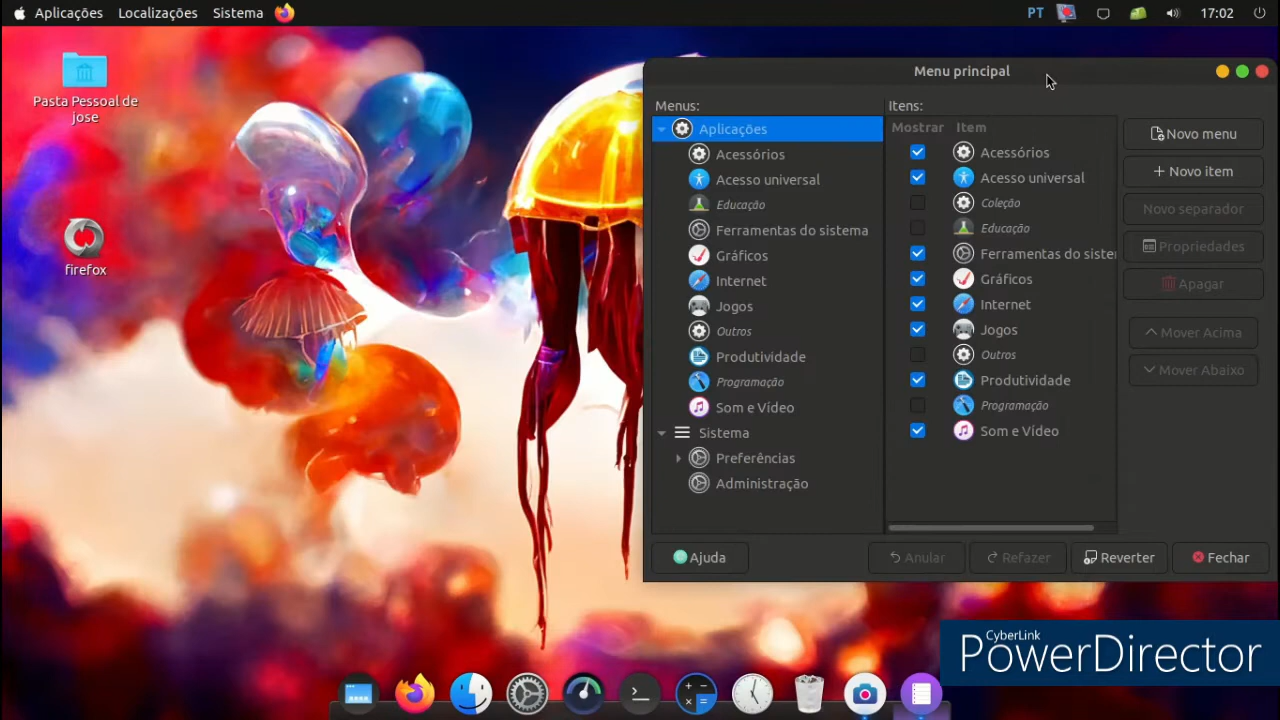 Aplicações Localizações Sistema
PT 17:02
Pasta Pessoal de
jose
firefox
Menu principal
Menus:
Aplicações
Acessórios
Acesso universal
Educação
Ferramentas do sistema
Gráficos
Internet
Jogos
Outros
Produtividade
Programação
Som e Vídeo
Sistema
Preferências
Administração
Itens:
Mostrar Item
Acessórios
Acesso universal
Coleção
Educação
Ferramentas do siste
Gráficos
Internet
Jogos
Outros
Produtividade
Programação
Som e Vídeo
Novo menu
Novo item
Novo separador
Propriedades
Apagar
Mover Acima
Mover Abaixo
Ajuda
Anular
Refazer
Reverter
Fechar
CyberLink
PowerDirector